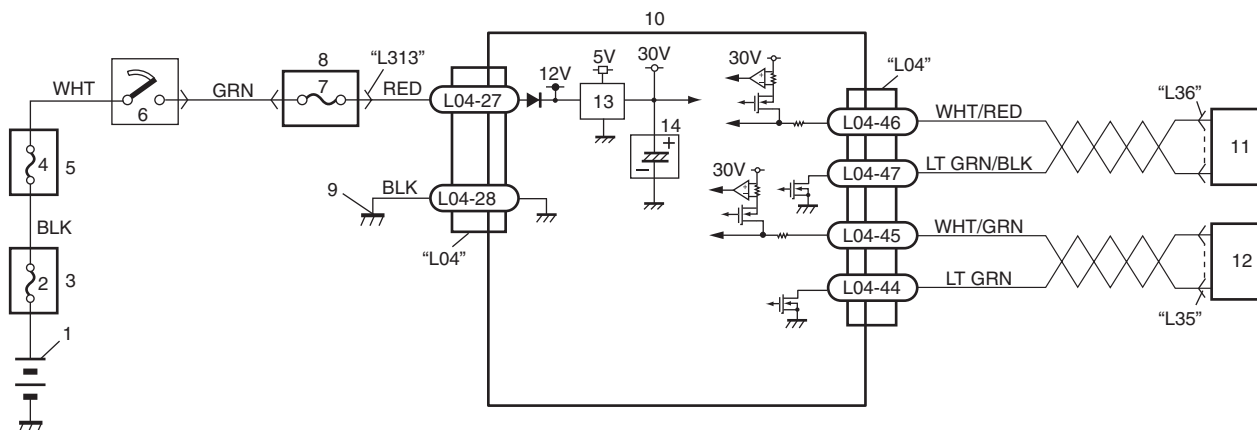 10
8
"L313"
5V
30V
30V
"L04"
WHT
GRN
7
RED
L04-27
12V
13
L04-46
WHT/RED
"L36"
6
14
11
+
–
4
5
30V
L04-47
LT GRN/BLK
9
BLK
L04-28
L04-45
WHT/GRN
BLK
"L04"
12
2
3
L04-44
LT GRN
"L35"
1